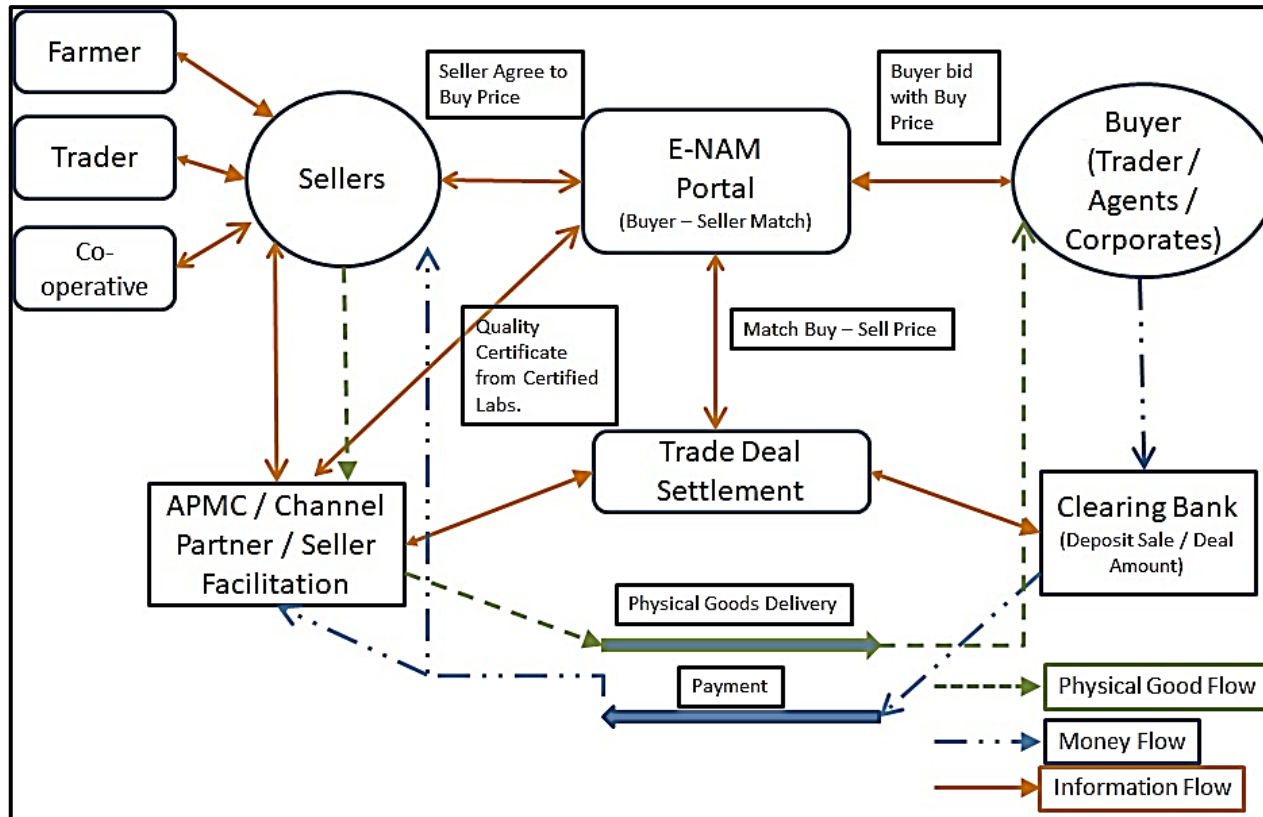 Farmer
Trader
Co-
operative
Sellers
Seller Agree to
Buy Price
E-NAM
Portal
(Buyer – Seller Match)
Buyer bid
with Buy
Price
Buyer
(Trader /
Agents /
Corporates)
Quality
Certificate
from Certified
Labs.
Match Buy – Sell Price
APMC / Channel
Partner / Seller
Facilitation
Trade Deal
Settlement
Clearing Bank
(Deposit Sale / Deal
Amount)
Physical Goods Delivery
Payment
Physical Good Flow
Money Flow
Information Flow